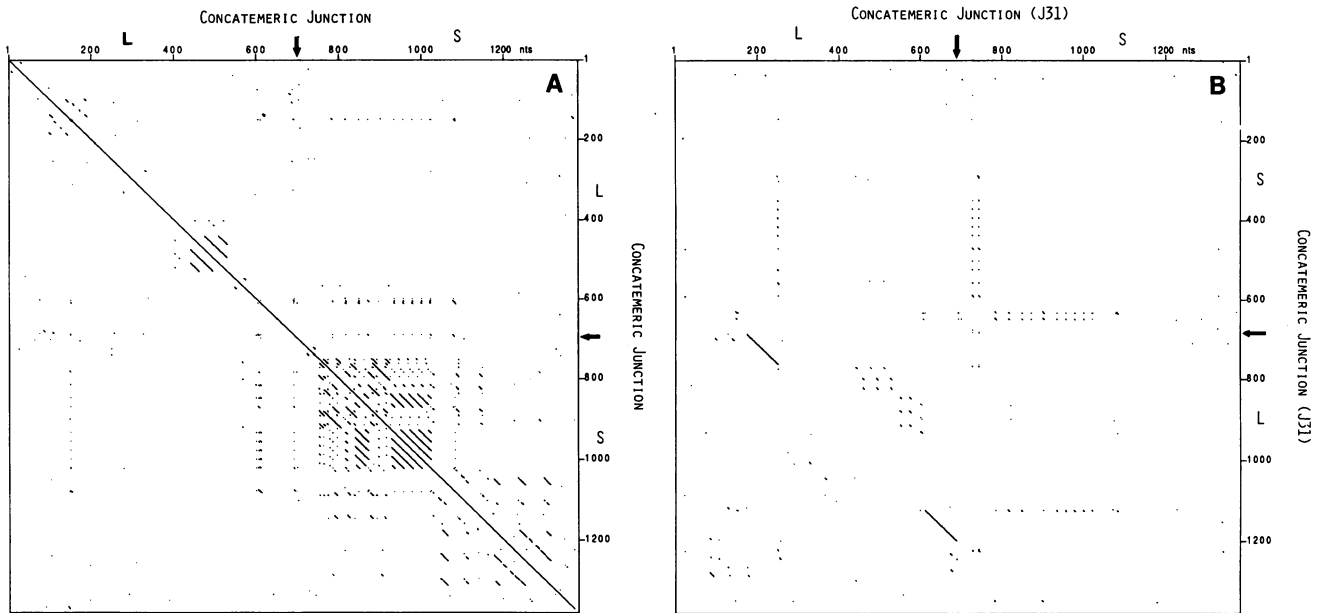 CONCATEMERIC JUNCTION
L S
1 200 400 600 800 1000 1200 nts
A
1
200
L
400
600
800
S
1000
1200
CONCATEMERIC JUNCTION
CONCATEMERIC JUNCTION (J31)
L S
1 200 400 600 800 1000 1200 nts
B
1
200
S
400
600
800
L
1000
1200
CONCATEMERIC JUNCTION (J31)